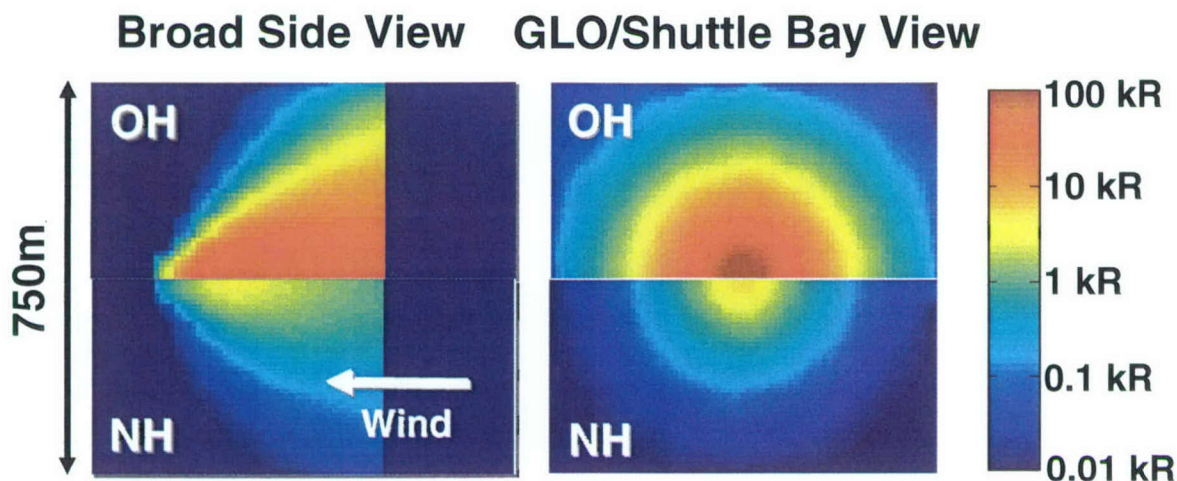 Broad Side View
GLO/Shuttle Bay View
750m
OH
NH
Wind
OH
NH
100 kR
10 kR
1 kR
0.1 kR
0.01 kR